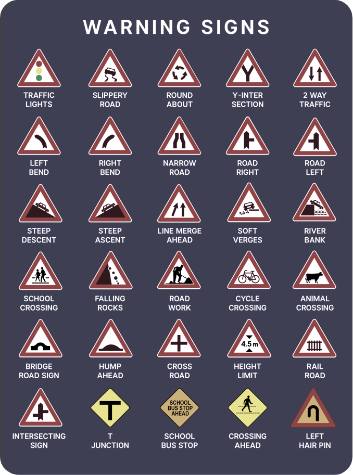 WARNING SIGNS
TRAFFIC LIGHTS
SLIPPERY ROAD
ROUND ABOUT
Y-INTER SECTION
2 WAY TRAFFIC
LEFT BEND
RIGHT BEND
NARROW ROAD
ROAD RIGHT
ROAD LEFT
STEEP DESCENT
STEEP ASCENT
LINE MERGE AHEAD
SOFT VERGES
RIVER BANK
SCHOOL CROSSING
FALLING ROCKS
ROAD WORK
CYCLE CROSSING
ANIMAL CROSSING
4.5 m
BRIDGE ROAD SIGN
HUMP AHEAD
CROSS ROAD
HEIGHT LIMIT
RAIL ROAD
SCHOOL
BUS STOP
AHEAD
INTERSECTING SIGN
T JUNCTION
SCHOOL BUS STOP
CROSSING AHEAD
LEFT HAIR PIN